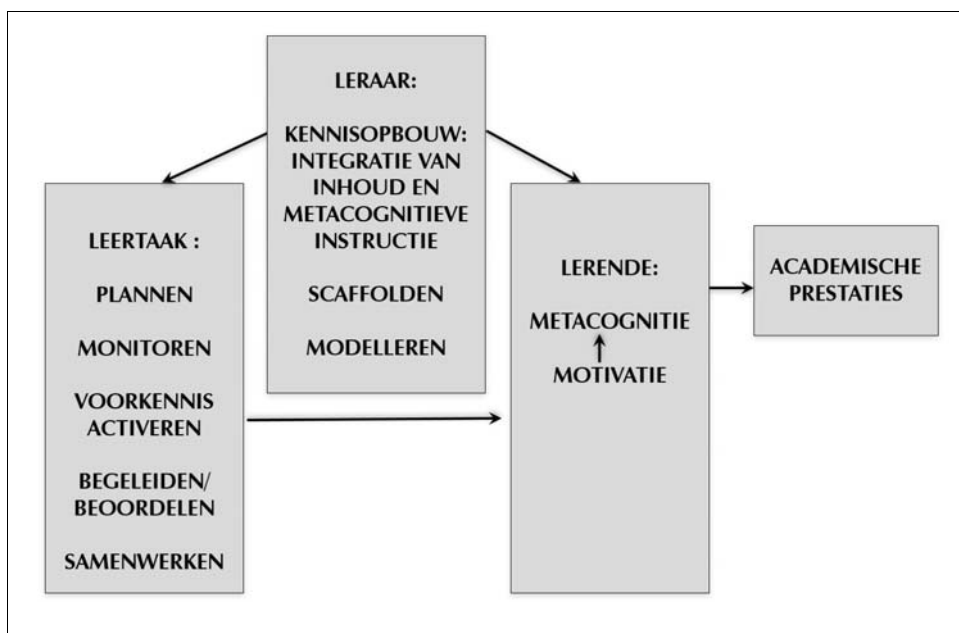 LERAAR:
KENNISOPBOUW:
INTEGRATIE VAN
INHOUD EN
METACOGNITIEVE
INSTRUCTIE
SCAFFOLDEN
MODELLEREN
LEERTAAK :
PLANNEN
MONITOREN
VOORKENNIS
ACTIVEREN
BEGELEIDEN/
BEOORDELEN
SAMENWERKEN
LERENDE:
METACOGNITIE
MOTIVATIE
ACADEMISCHE
PRESTATIES